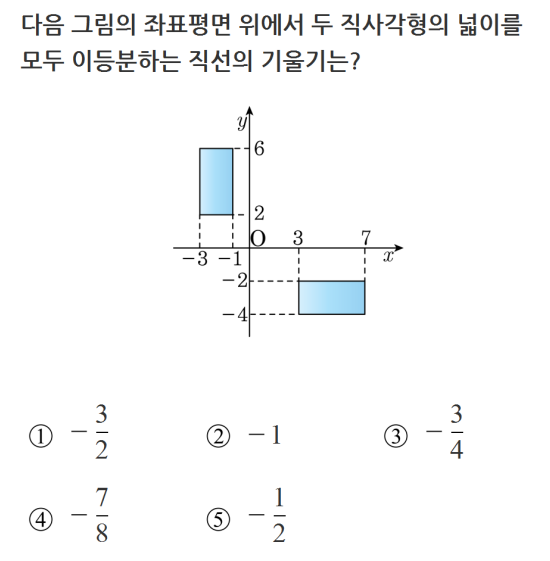 다음 그림의 좌표평면 위에서 두 직사각형의 넓이를
모두 이등분하는 직선의 기울기는?
y
6
2
O 3 7
-3 -1 x
-2
-4
① -3/2 ② -1 ③ -3/4
④ -7/8 ⑤ -1/2